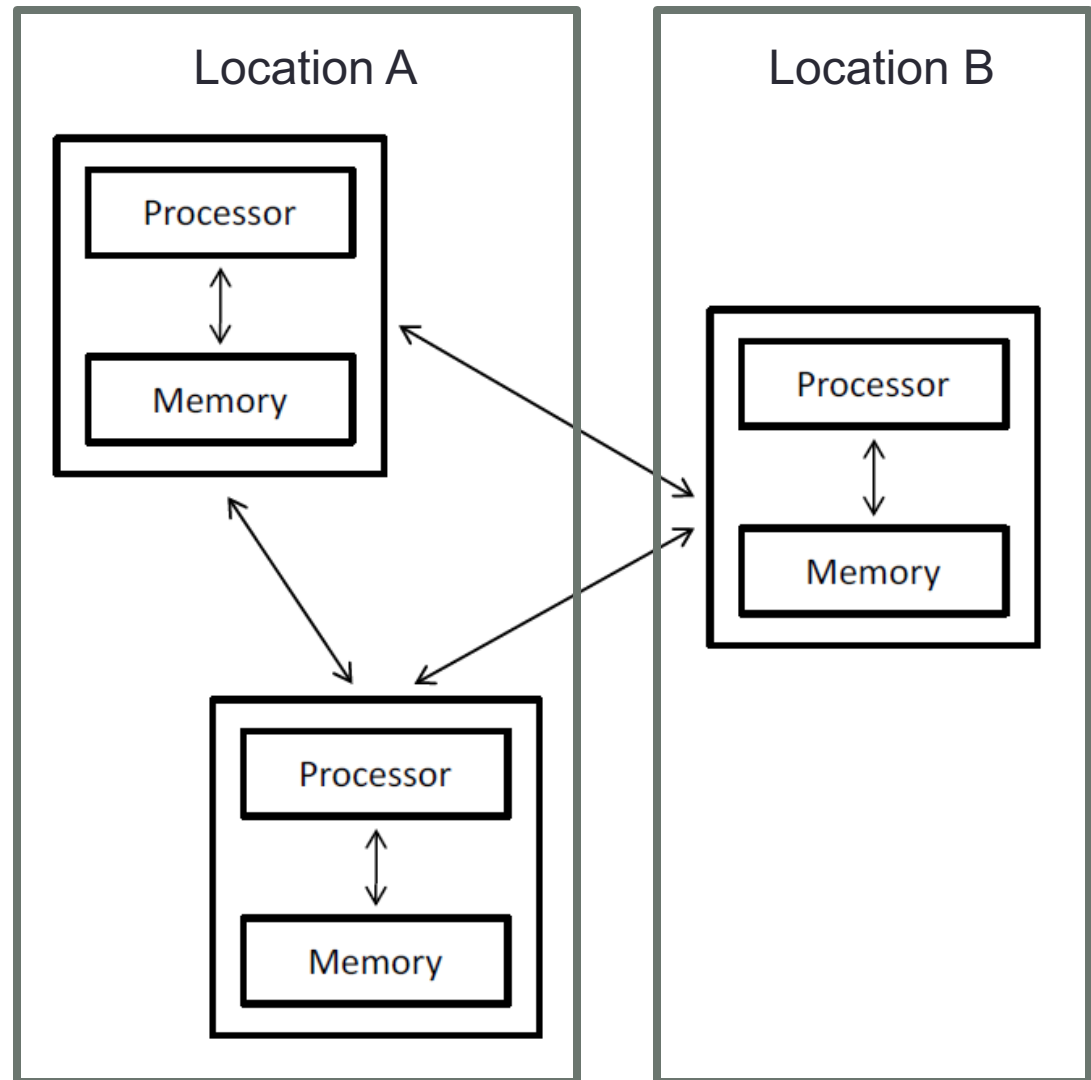 Location A
Processor
Memory
Processor
Memory
Location B
Processor
Memory